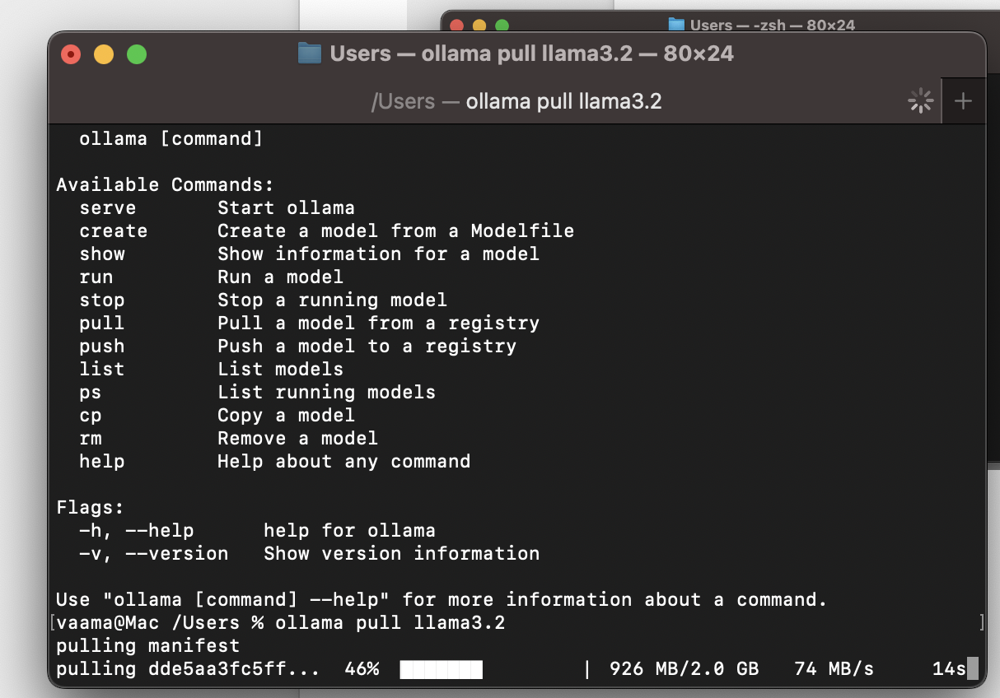 Users — -zsh — 80×24
Users — ollama pull llama3.2 — 80×24
/Users — ollama pull llama3.2
+
ollama [command]
Available Commands:
serve Start ollama
create Create a model from a Modelfile
show Show information for a model
run Run a model
stop Stop a running model
pull Pull a model from a registry
push Push a model to a registry
list List models
ps List running models
cp Copy a model
rm Remove a model
help Help about any command
Flags:
-h, --help help for ollama
-v, --version Show version information
Use "ollama [command] --help" for more information about a command.
[vaama@Mac /Users % ollama pull llama3.2 ]
pulling manifest
pulling dde5aa3fc5ff... 46% ███████ | 926 MB/2.0 GB 74 MB/s 14s